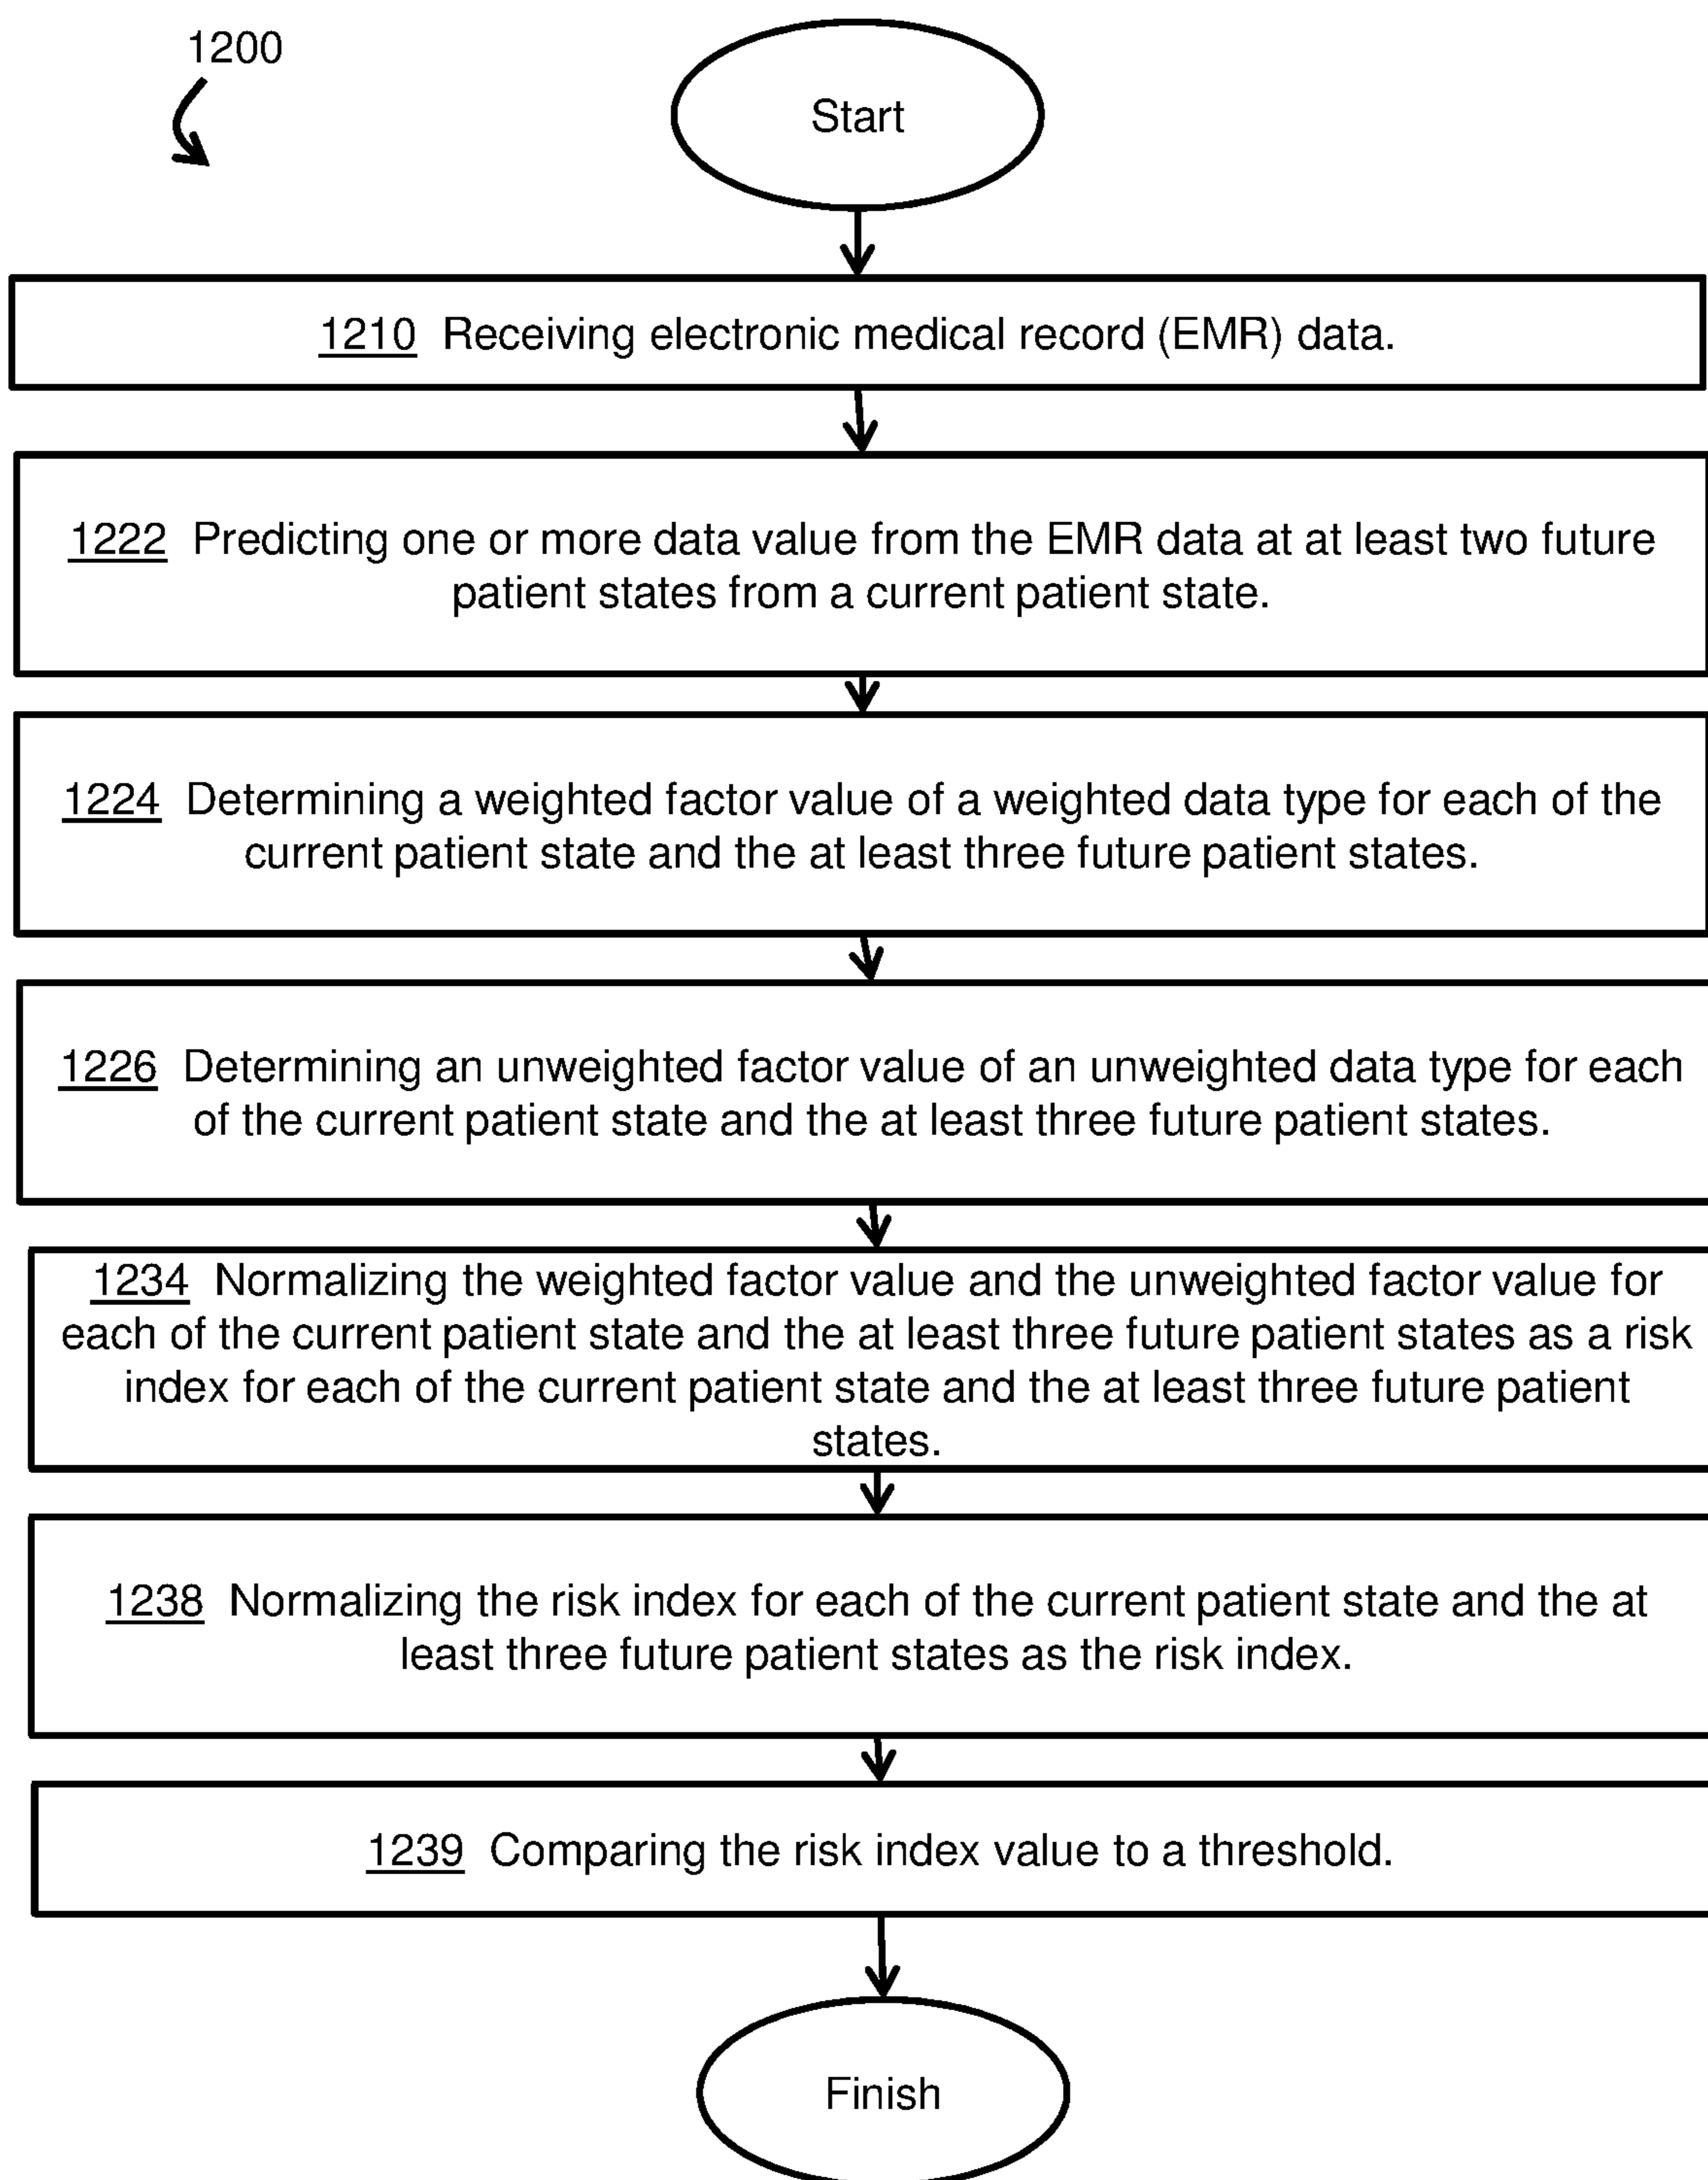 1200
Start
1210 Receiving electronic medical record (EMR) data.
1222 Predicting one or more data value from the EMR data at at least two future
patient states from a current patient state.
1224 Determining a weighted factor value of a weighted data type for each of the
current patient state and the at least three future patient states.
1226 Determining an unweighted factor value of an unweighted data type for each
of the current patient state and the at least three future patient states.
1234 Normalizing the weighted factor value and the unweighted factor value for
each of the current patient state and the at least three future patient states as a risk
index for each of the current patient state and the at least three future patient
states.
1238 Normalizing the risk index for each of the current patient state and the at
least three future patient states as the risk index.
1239 Comparing the risk index value to a threshold.
Finish